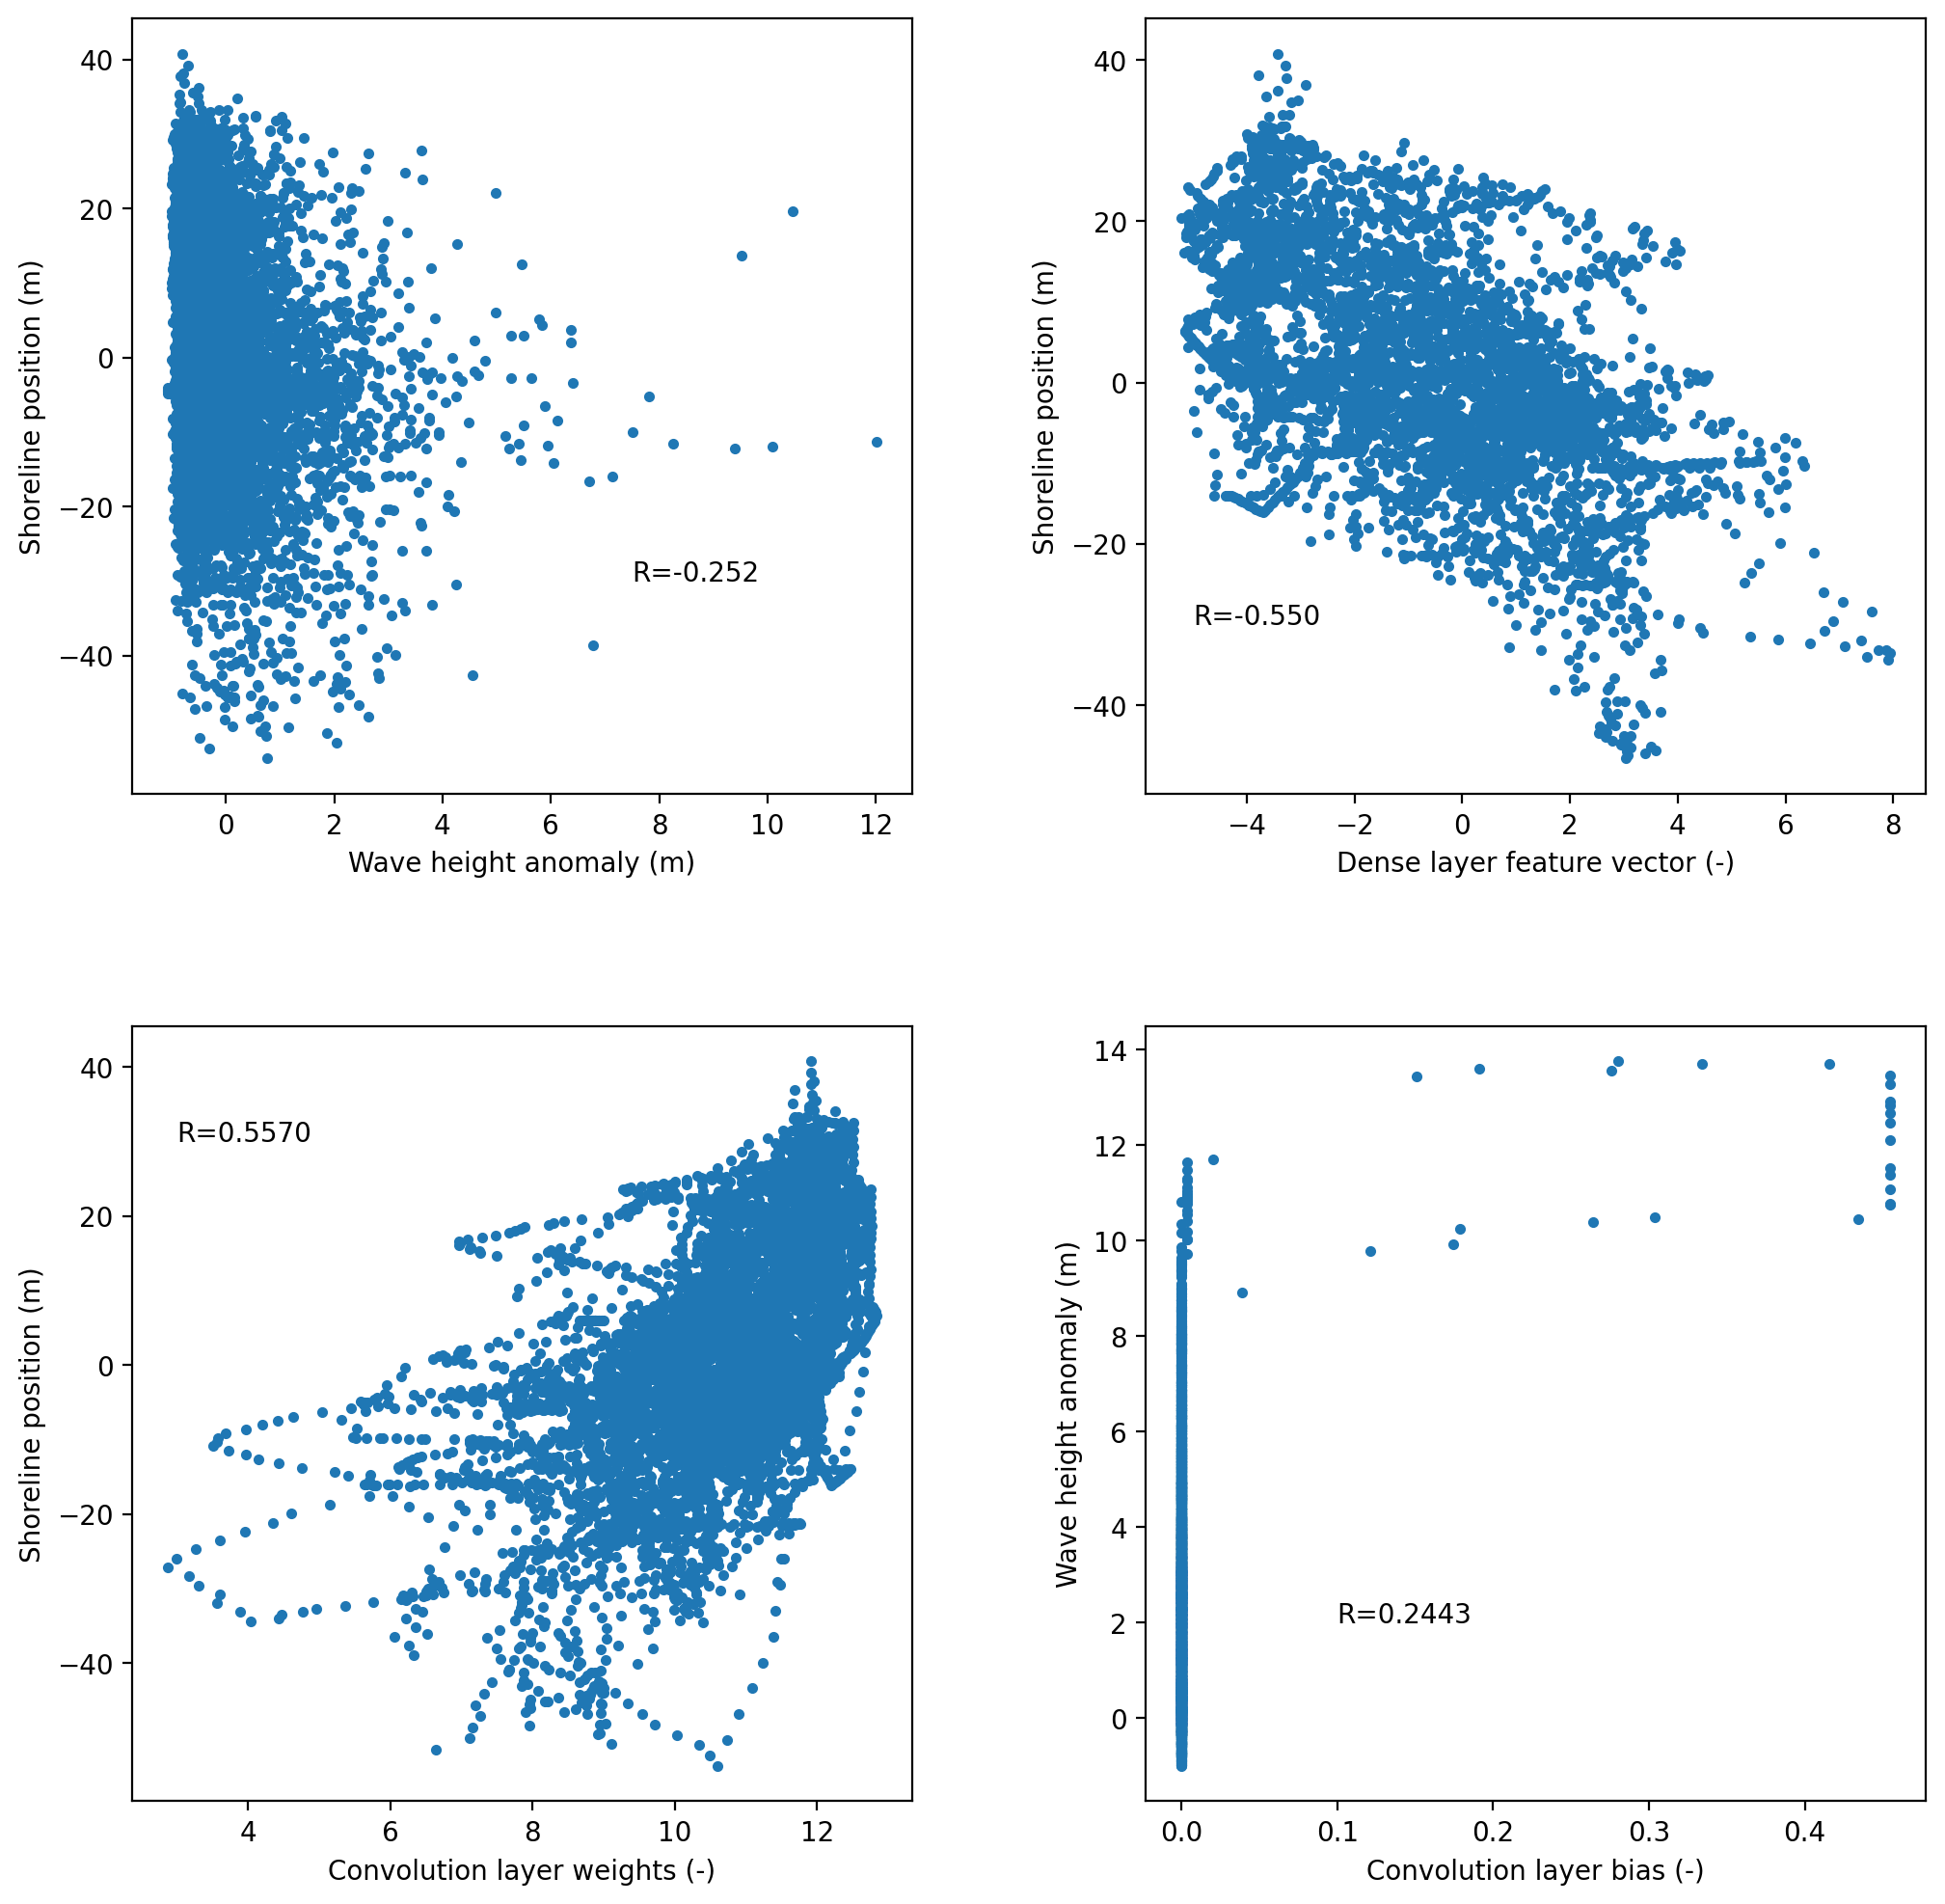 40
20
0
−20
−40
Shoreline position (m)
R=-0.252
0 2 4 6 8 10 12
Wave height anomaly (m)
40
20
0
−20
−40
Shoreline position (m)
R=-0.550
−4 −2 0 2 4 6 8
Dense layer feature vector (-)
40
20
0
−20
−40
Shoreline position (m)
R=0.5570
4 6 8 10 12
Convolution layer weights (-)
14
12
10
8
6
4
2
0
Wave height anomaly (m)
R=0.2443
0.0 0.1 0.2 0.3 0.4
Convolution layer bias (-)